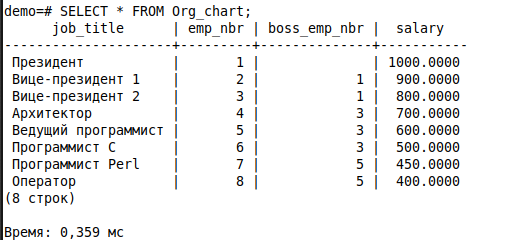 demo=# SELECT * FROM Org_chart;
      job_title      | emp_nbr | boss_emp_nbr |  salary
---------------------+---------+--------------+-----------
 Президент           |       1 |              | 1000.0000
 Вице-президент 1    |       2 |            1 |  900.0000
 Вице-президент 2    |       3 |            1 |  800.0000
 Архитектор          |       4 |            3 |  700.0000
 Ведущий программист |       5 |            3 |  600.0000
 Программист C       |       6 |            3 |  500.0000
 Программист Perl    |       7 |            5 |  450.0000
 Оператор            |       8 |            5 |  400.0000
(8 строк)
Время: 0,359 мс